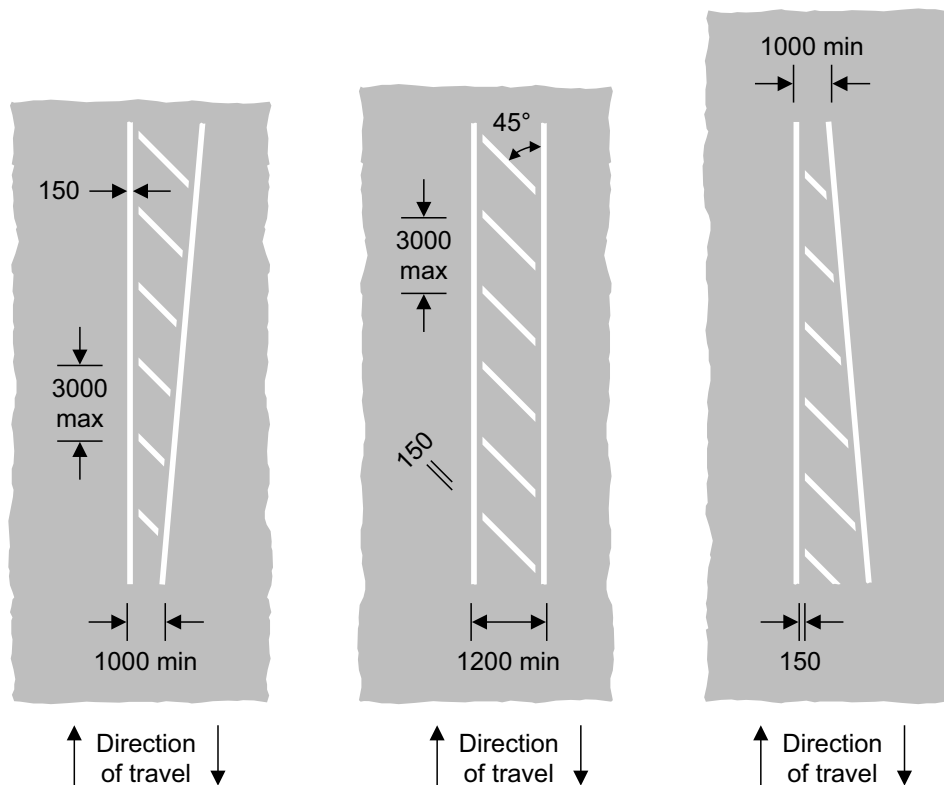 150
3000
max
1000 min
Direction
of travel
45°
3000
max
150
1200 min
Direction
of travel
1000 min
150
Direction
of travel